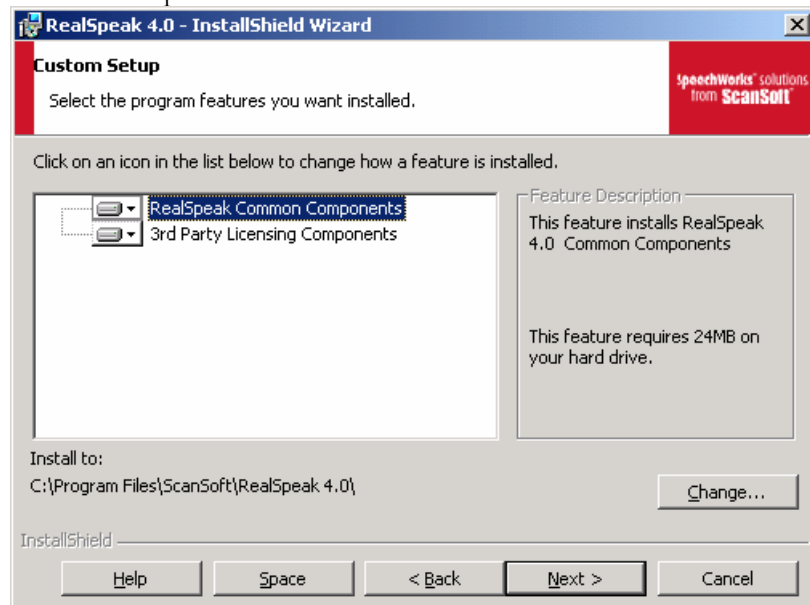 RealSpeak 4.0 - InstallShield Wizard
Custom Setup
Select the program features you want installed.
SpeechWorks™ solutions
from ScanSoft™
Click on an icon in the list below to change how a feature is installed.
RealSpeak Common Components
3rd Party Licensing Components
Feature Description
This feature installs RealSpeak
4.0 Common Components
This feature requires 24MB on
your hard drive.
Install to:
C:\Program Files\ScanSoft\RealSpeak 4.0\
Change...
InstallShield
Help
Space
< Back
Next >
Cancel